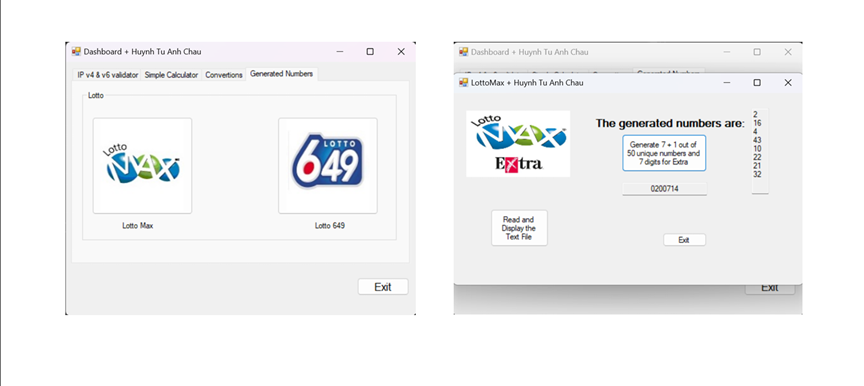 Dashboard + Huynh Tu Anh Chau
IP v4 & v6 validator Simple Calculator Convertions Generated Numbers
Lotto
Lotto
MAX
LOTTO
649
Lotto Max
Lotto 649
Exit
Dashboard + Huynh Tu Anh Chau
LottoMax + Huynh Tu Anh Chau
Lotto
MAX
Extra
The generated numbers are:
Generate 7 + 1 out of
50 unique numbers and
7 digits for Extra
0200714
2
16
4
43
10
22
21
32
Read and
Display the
Text File
Exit
Exit